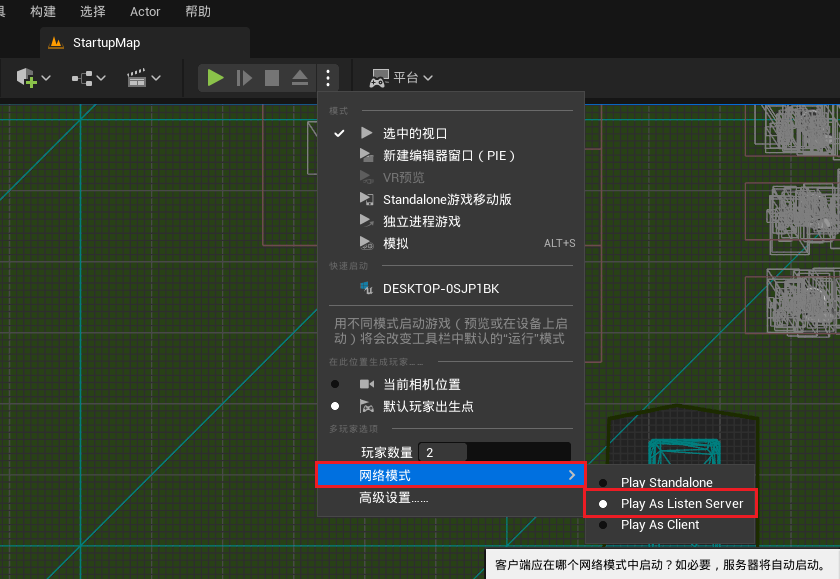 具 构建 选择 Actor 帮助
StartupMap
平台
模式
选中的视口
新建编辑器窗口（PIE）
VR预览
Standalone游戏移动版
独立进程游戏
模拟 ALT+S
快速启动
DESKTOP-0SJP1BK
用不同模式启动游戏（预览或在设备上启
动）将会改变工具栏中默认的“运行”模式
在此位置生成玩家......
当前相机位置
默认玩家出生点
多玩家选项
玩家数量 2
网络模式
高级设置......
Play Standalone
Play As Listen Server
Play As Client
客户端应在哪个网络模式中启动？如必要，服务器将自动启动。